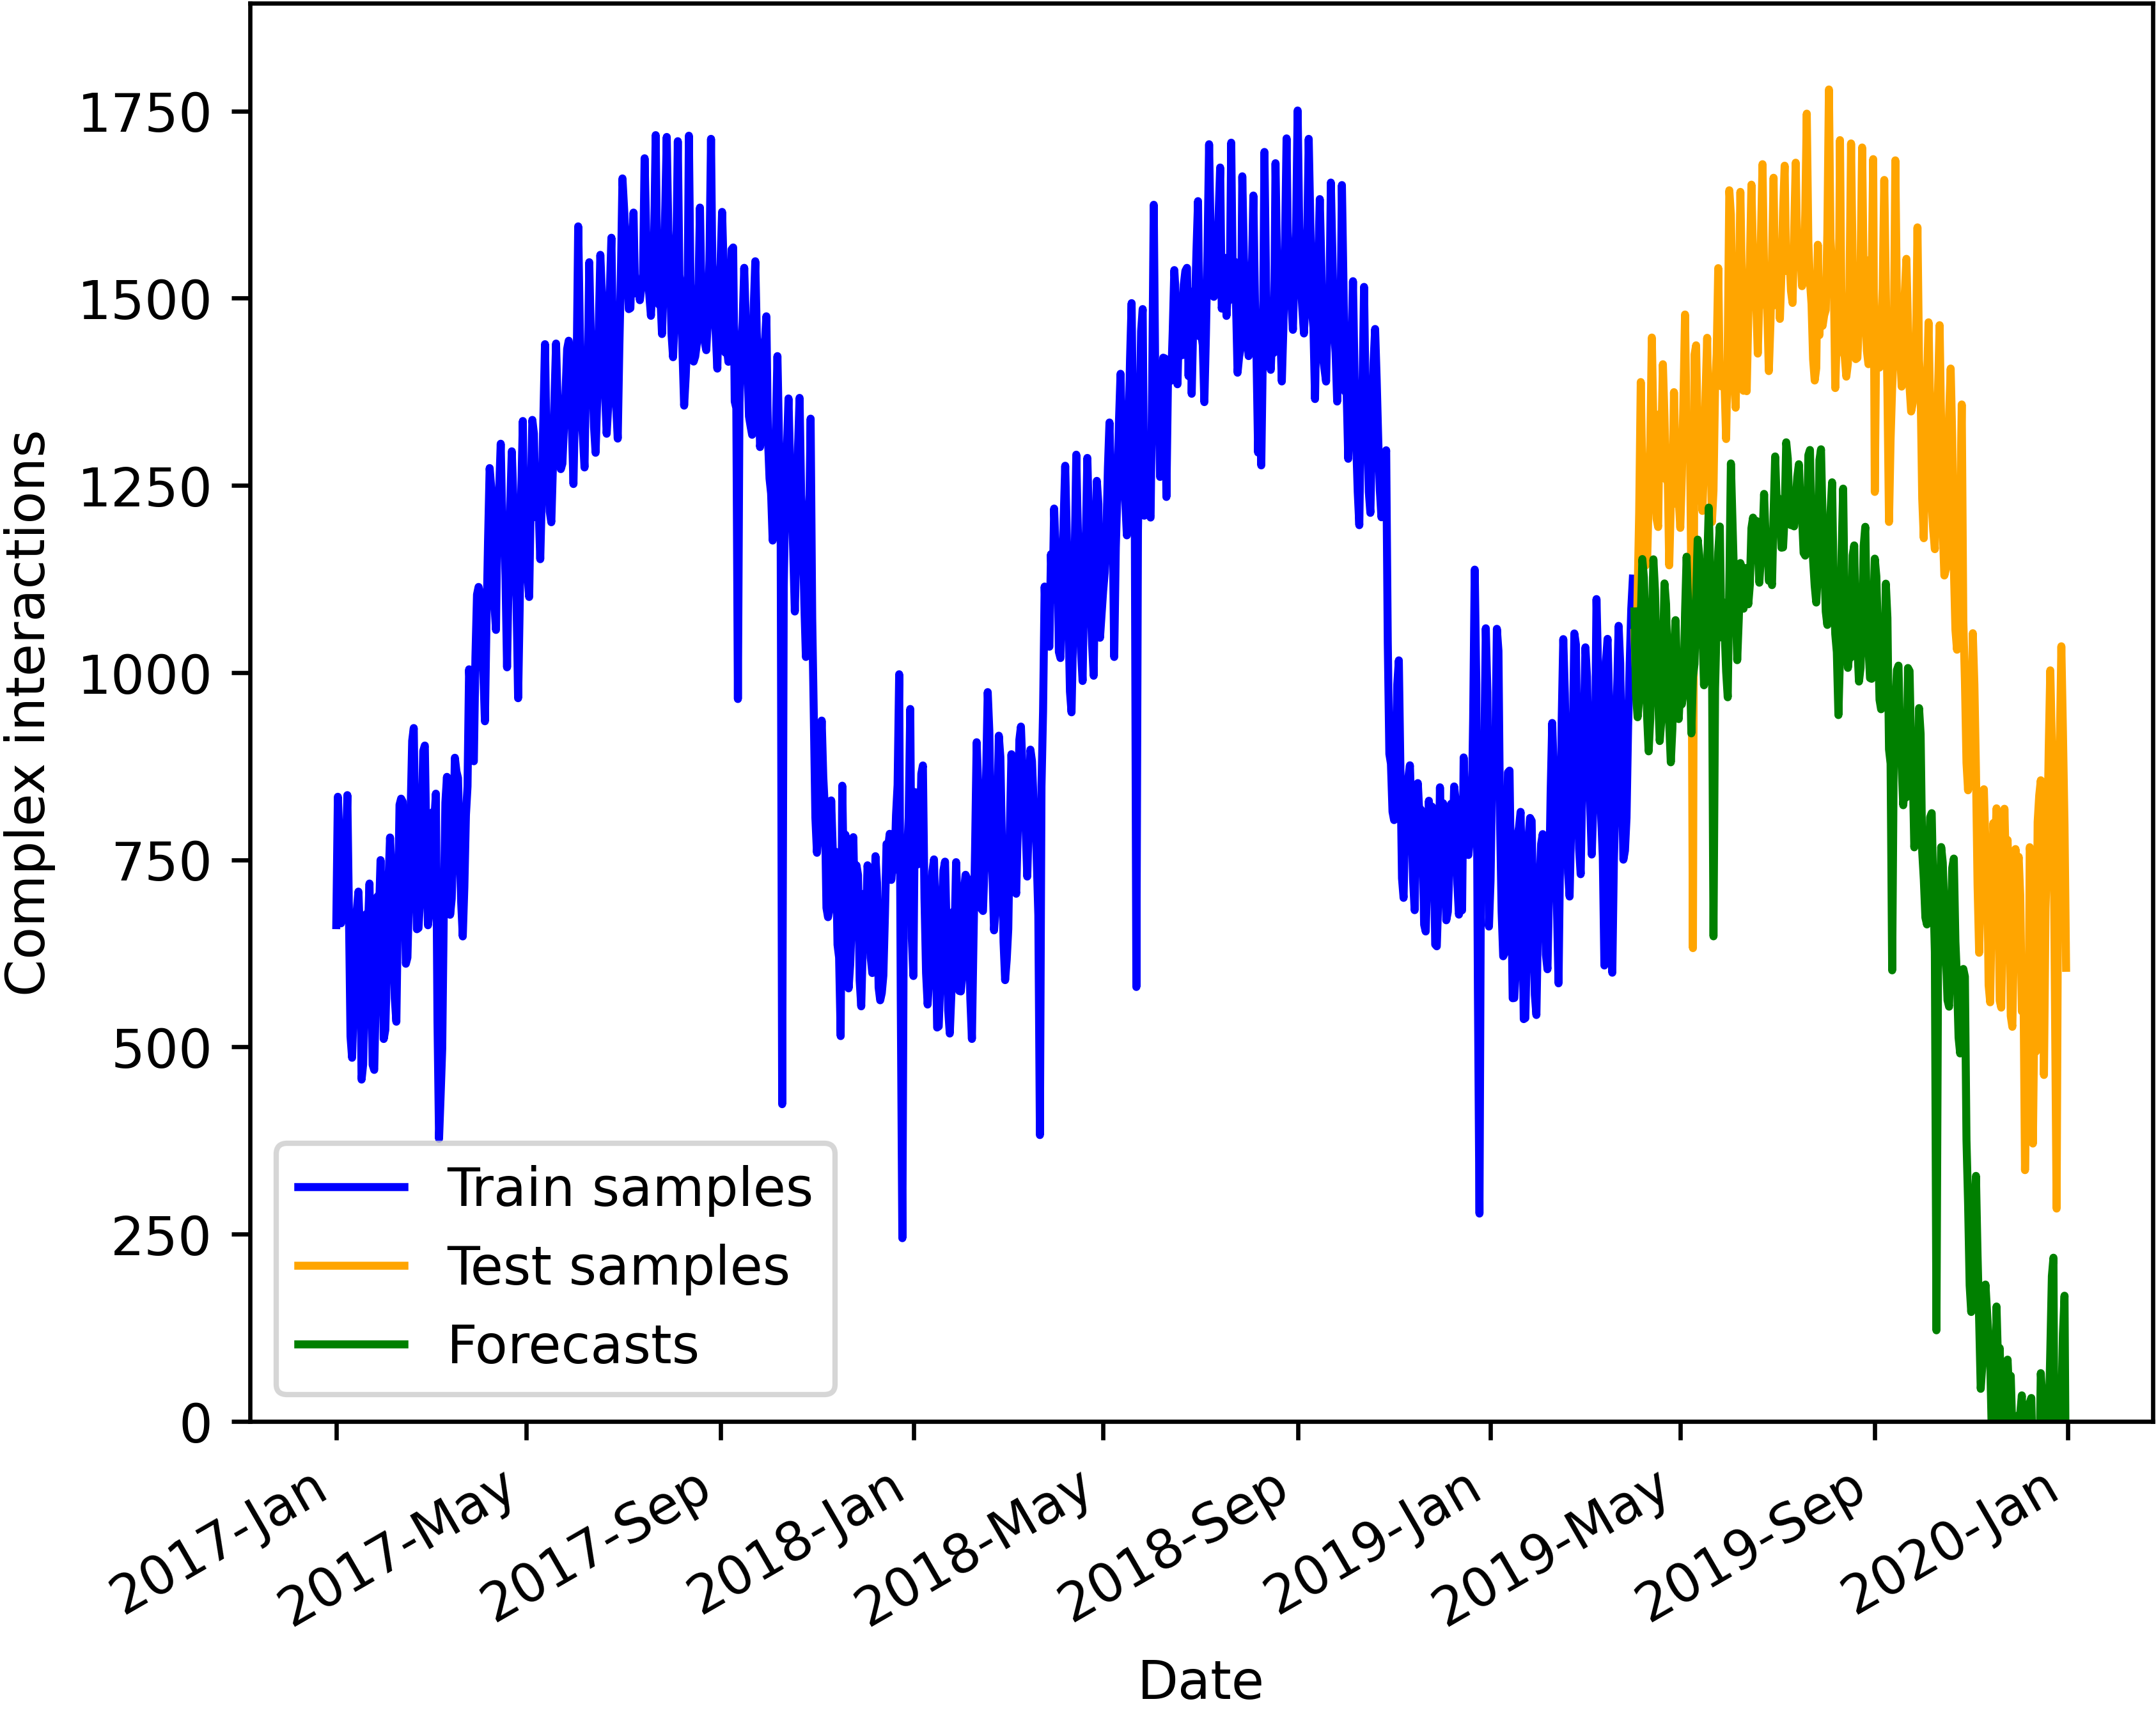 Complex interactions
1750
1500
1250
1000
750
500
250
0
Train samples
Test samples
Forecasts
2017-Jan
2017-May
2017-Sep
2018-Jan
2018-May
2018-Sep
2019-Jan
2019-May
2019-Sep
2020-Jan
Date